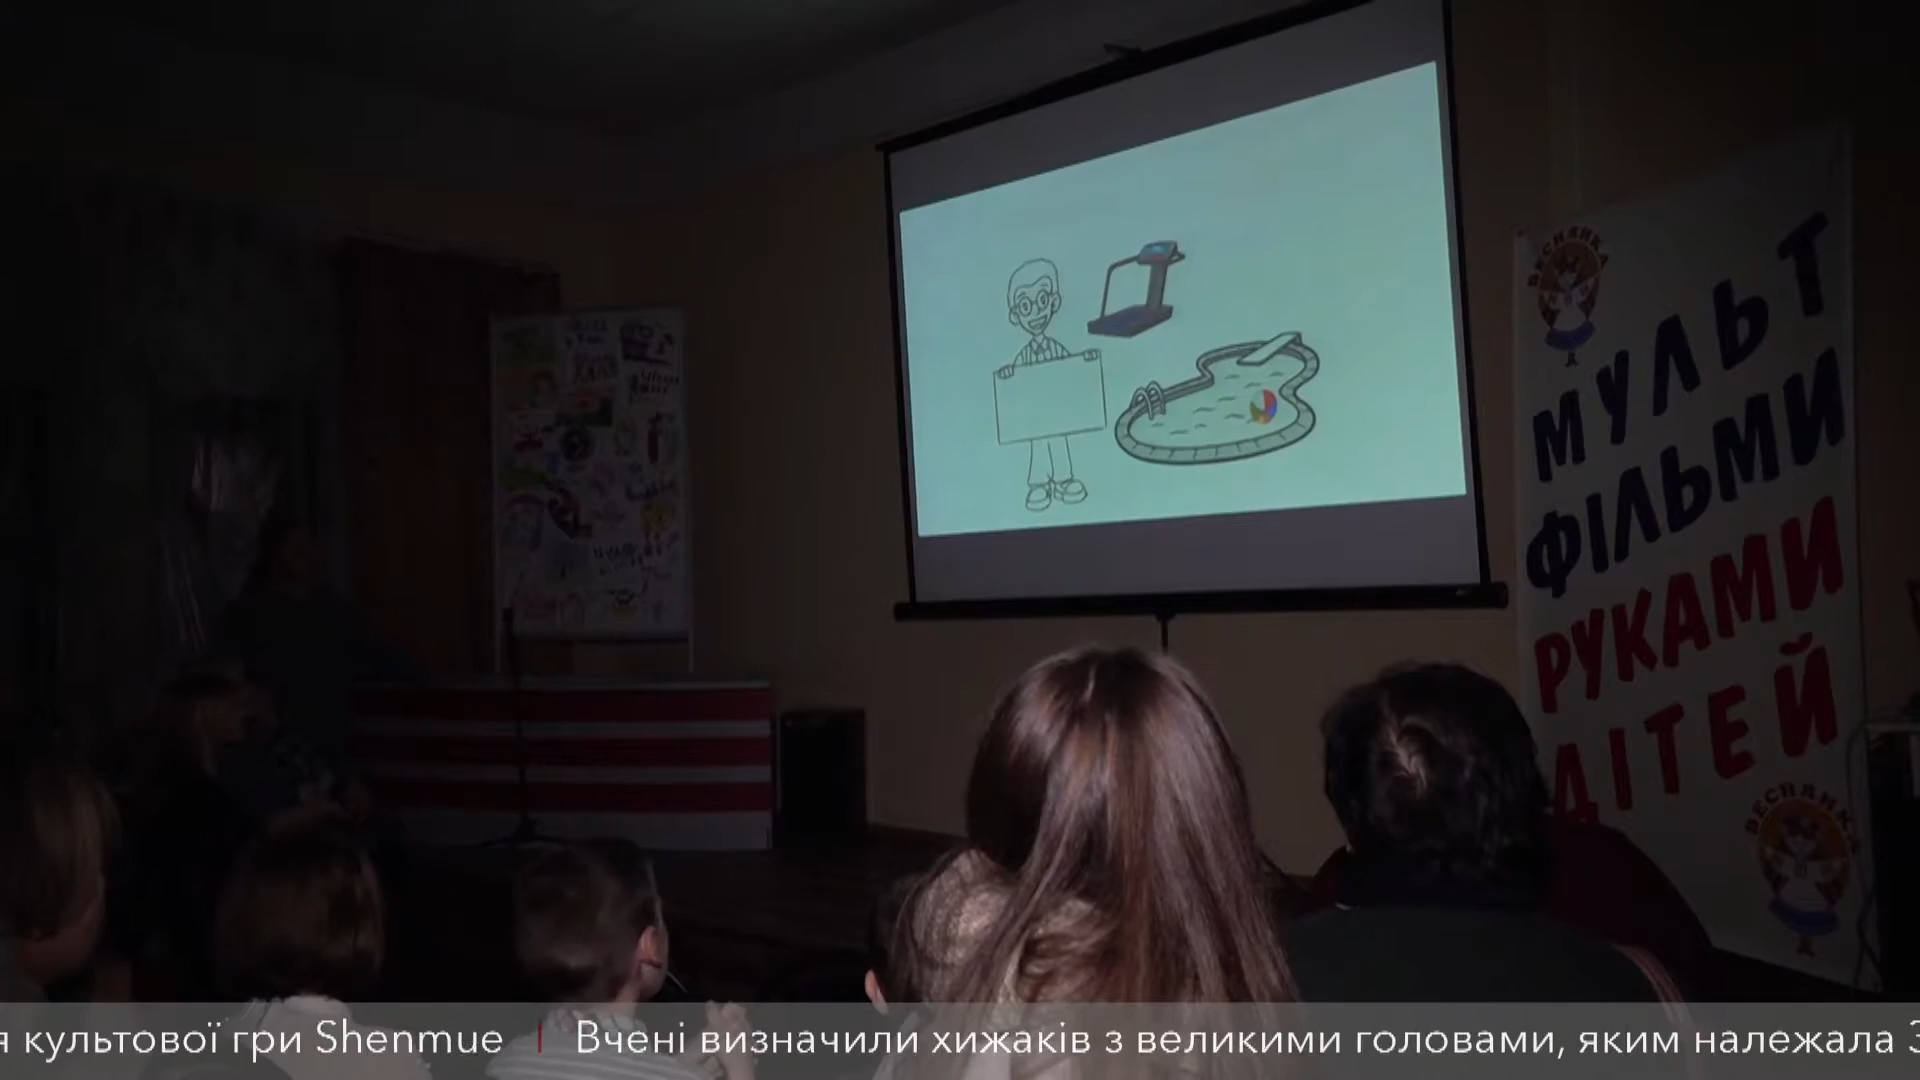 ВЕСНЯНКА
МУЛЬТ
ФІЛЬМИ
РУКАМИ
ДІТЕЙ
ВЕСНЯНКА
я культової гри Shenmue | Вчені визначили хижаків з великими головами, яким належала З